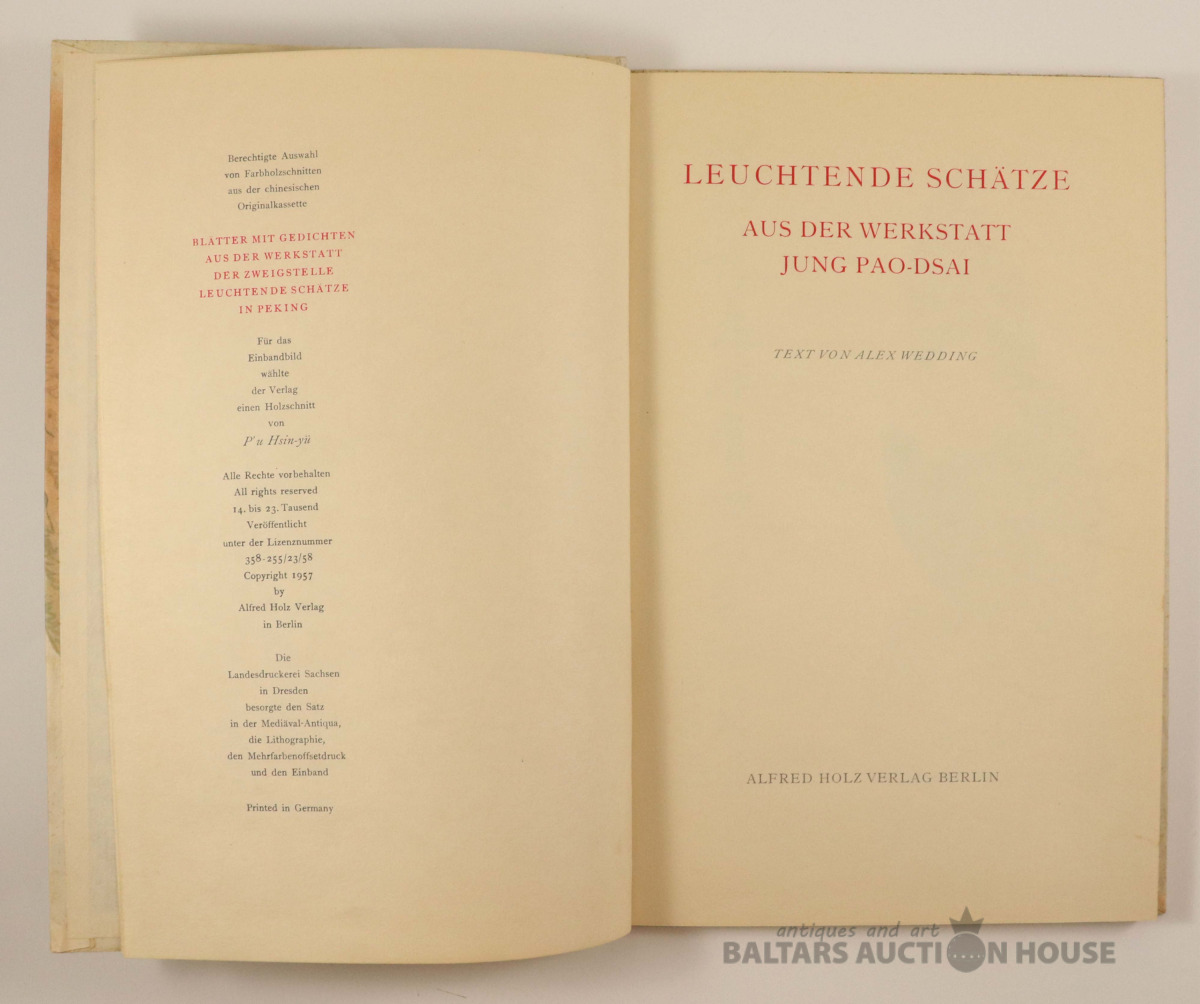 Berechtigte Auswahl
von Farbholzschnitten
aus der chinesischen
Originalkassette
BLÄTTER MIT GEDICHTEN
AUS DER WERKSTATT
DER ZWEIGSTELLE
LEUCHTENDE SCHÄTZE
IN PEKING
Für das
Einbandbild
wählte
der Verlag
einen Holzschnitt
von
P'u Hsin-yü
Alle Rechte vorbehalten
All rights reserved
14. bis 23. Tausend
Veröffentlicht
unter der Lizenznummer
358-255/23/58
Copyright 1957
by
Alfred Holz Verlag
in Berlin
Die
Landesdruckerei Sachsen
in Dresden
besorgte den Satz
in der Mediäval-Antiqua,
die Lithographie,
den Mehrfarbenoffsetdruck
und den Einband
Printed in Germany
LEUCHTENDE SCHÄTZE
AUS DER WERKSTATT
JUNG PAO-DSAI
TEXT VON ALEX WEDDING
ALFRED HOLZ VERLAG BERLIN
antiques and art
BALTARS AUCTION HOUSE